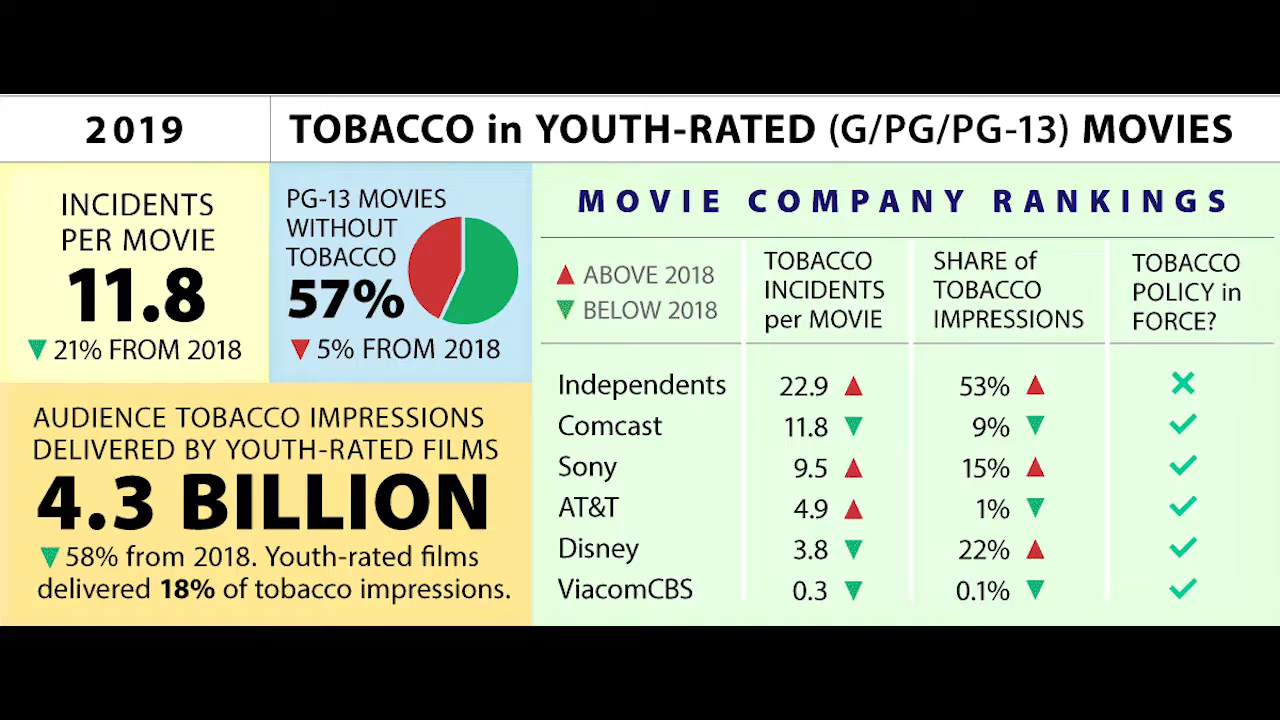 2019
TOBACCO in YOUTH-RATED (G/PG/PG-13) MOVIES
INCIDENTS
PER MOVIE
11.8
▼ 21% FROM 2018
PG-13 MOVIES
WITHOUT
TOBACCO
57%
▼ 5% FROM 2018
AUDIENCE TOBACCO IMPRESSIONS
DELIVERED BY YOUTH-RATED FILMS
4.3 BILLION
▼ 58% from 2018. Youth-rated films
delivered 18% of tobacco impressions.
MOVIE COMPANY RANKINGS
▲ ABOVE 2018
▼ BELOW 2018
TOBACCO
INCIDENTS
per MOVIE
SHARE of
TOBACCO
IMPRESSIONS
TOBACCO
POLICY in
FORCE?
Independents 22.9 ▲ 53% ▲ ✕
Comcast 11.8 ▼ 9% ▼ ✓
Sony 9.5 ▲ 15% ▲ ✓
AT&T 4.9 ▲ 1% ▼ ✓
Disney 3.8 ▼ 22% ▲ ✓
ViacomCBS 0.3 ▼ 0.1% ▼ ✓